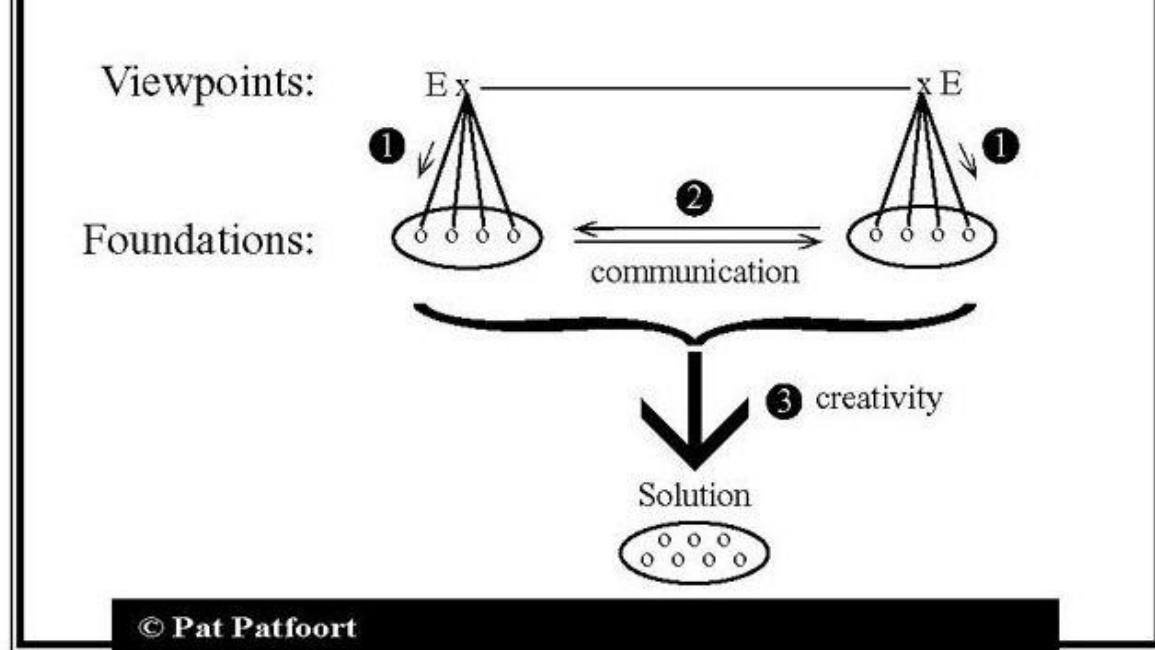 Viewpoints: E x x E
1 1
2
Foundations: o o o o o o o o
communication
3 creativity
Solution
o o o
o o o o
© Pat Patfoort